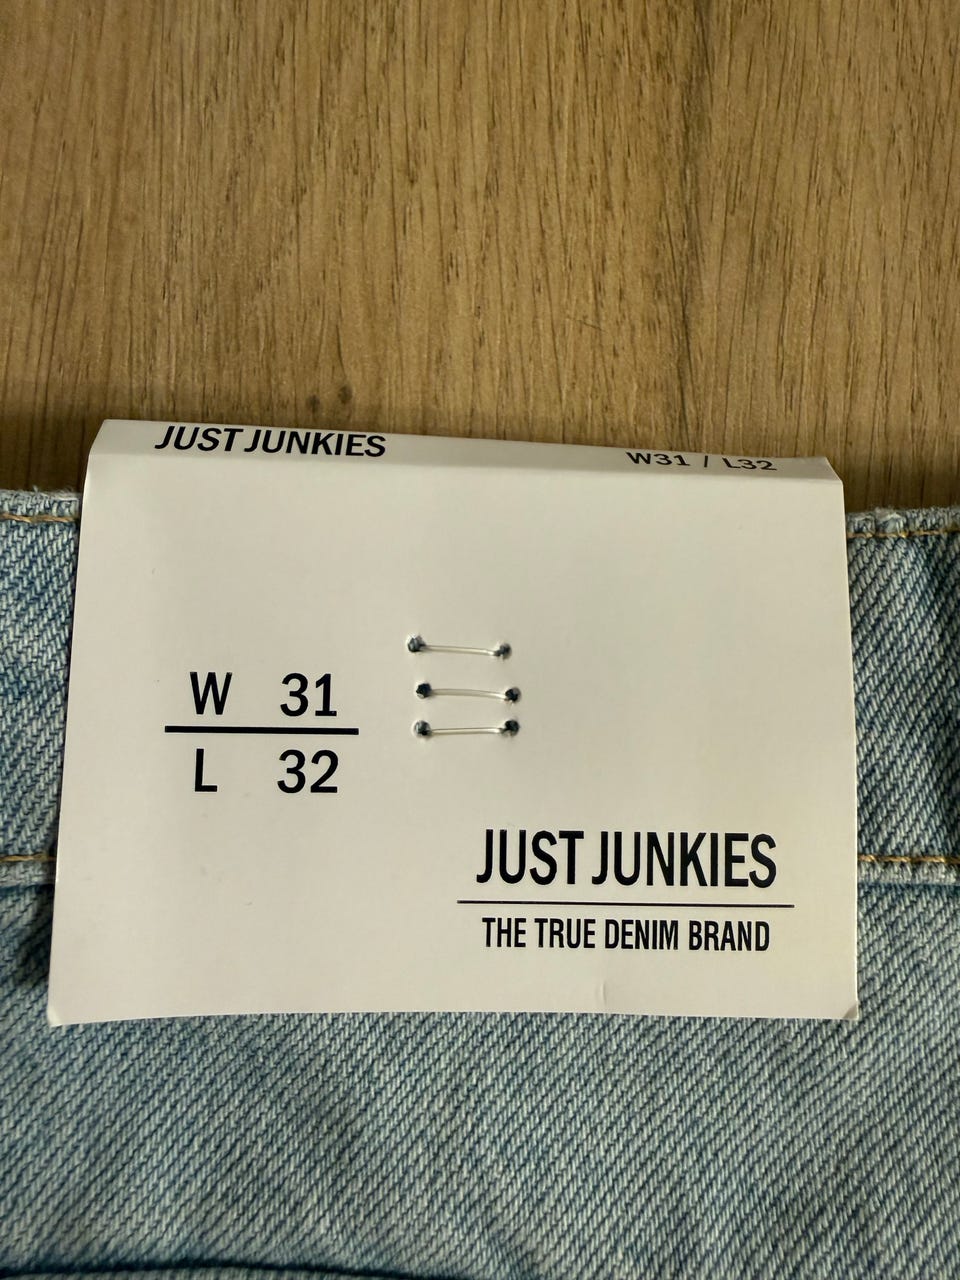 JUST JUNKIES W31 / L32
W 31
L 32
JUST JUNKIES
THE TRUE DENIM BRAND